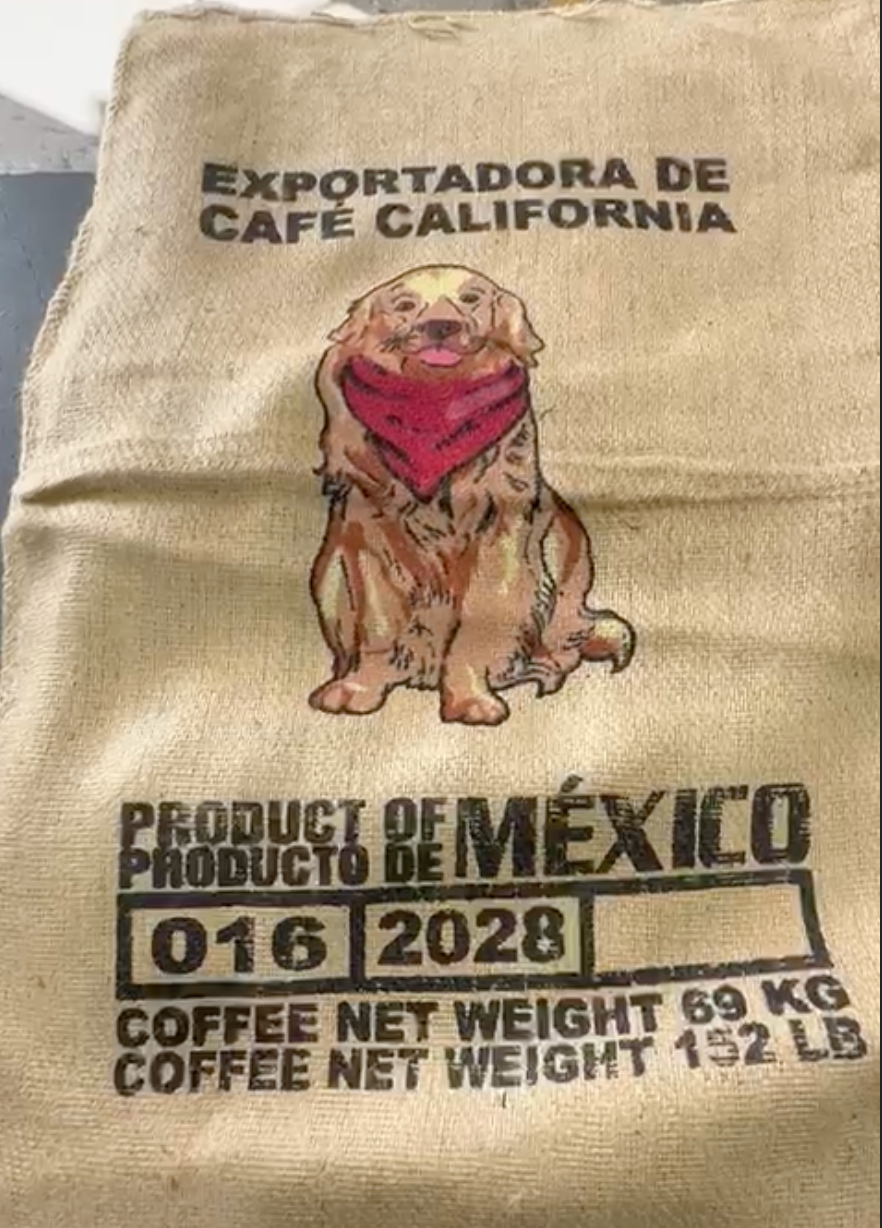 EXPORTADORA DE
CAFÉ CALIFORNIA
PRODUCT OF MÉXICO
PRODUCTO DE
016 2028
COFFEE NET WEIGHT 69 KG
COFFEE NET WEIGHT 152 LB